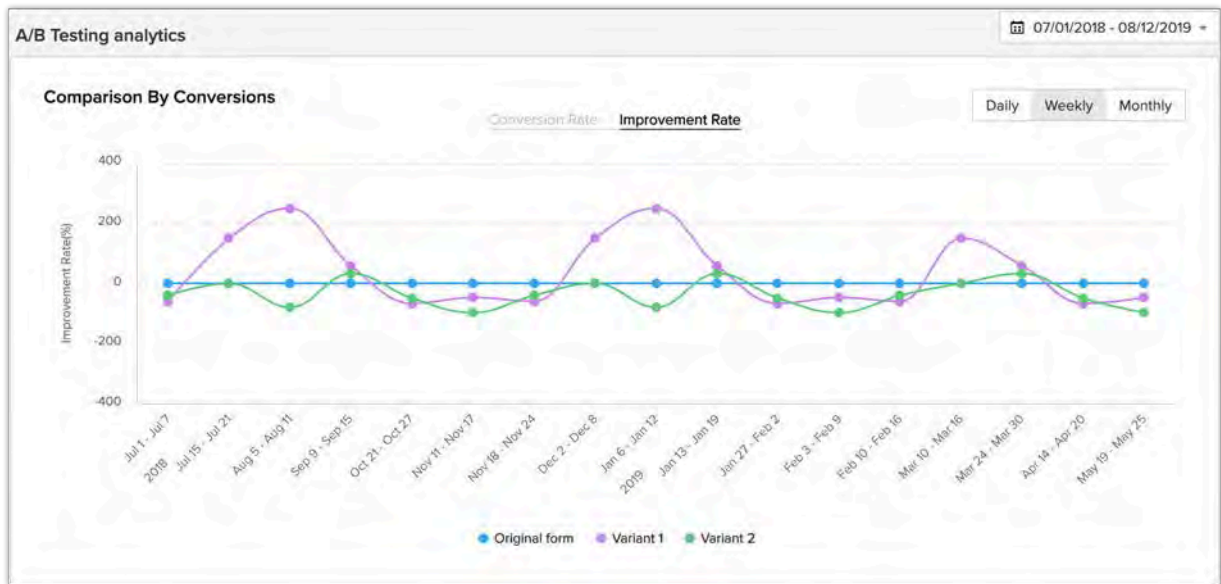 A/B Testing analytics
07/01/2018 - 08/12/2019
Comparison By Conversions
Daily Weekly Monthly
Conversion Rate Improvement Rate
400
200
0
-200
-400
Improvement Rate(%)
Jul 1 - Jul 7
2018
Jul 15 - Jul 21
Aug 5 - Aug 11
Sep 9 - Sep 15
Oct 21 - Oct 27
Nov 11 - Nov 17
Nov 18 - Nov 24
Dec 2 - Dec 8
Jan 6 - Jan 12
2019
Jan 13 - Jan 19
Jan 27 - Feb 2
Feb 3 - Feb 9
Feb 10 - Feb 16
Mar 10 - Mar 16
Mar 24 - Mar 30
Apr 14 - Apr 20
May 19 - May 25
Original form Variant 1 Variant 2